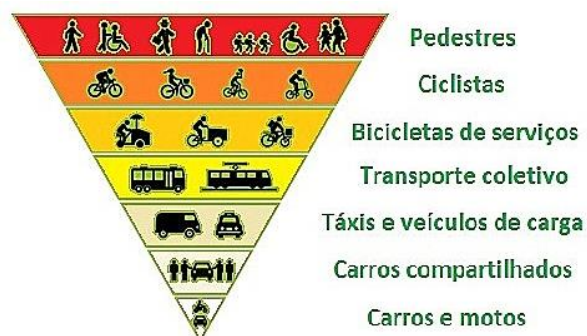 Pedestres
Ciclistas
Bicicletas de serviços
Transporte coletivo
Táxis e veículos de carga
Carros compartilhados
Carros e motos